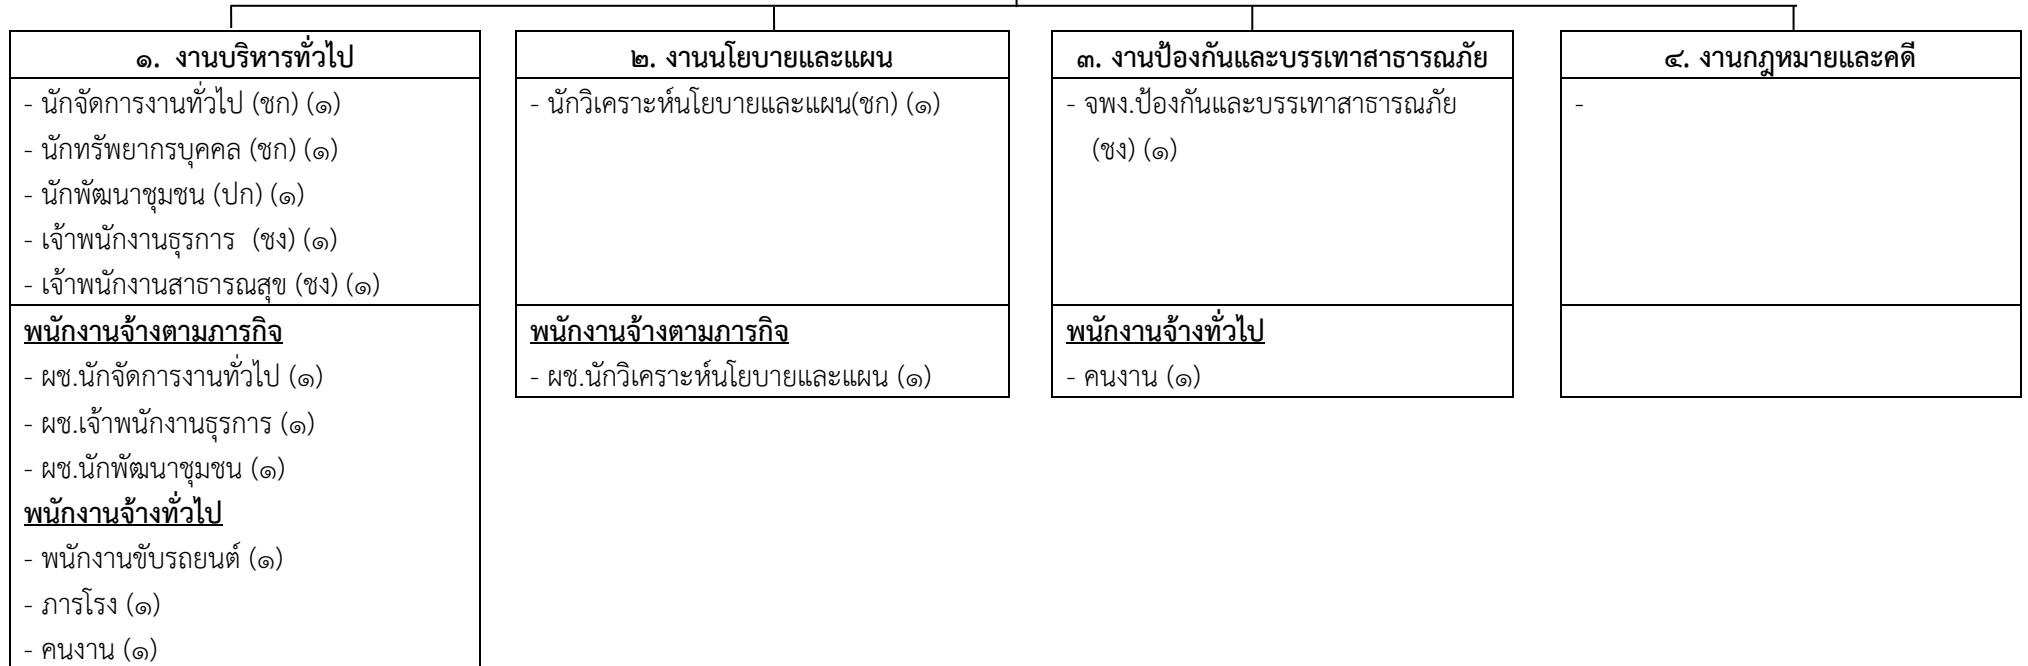 ๑. งานบริหารทั่วไป
- นักจัดการงานทั่วไป (ชก) (๑)
- นักทรัพยากรบุคคล (ชก) (๑)
- นักพัฒนาชุมชน (ปก) (๑)
- เจ้าพนักงานธุรการ (ชง) (๑)
- เจ้าพนักงานสาธารณสุข (ชง) (๑)
พนักงานจ้างตามภารกิจ
- ผช.นักจัดการงานทั่วไป (๑)
- ผช.เจ้าพนักงานธุรการ (๑)
- ผช.นักพัฒนาชุมชน (๑)
พนักงานจ้างทั่วไป
- พนักงานขับรถยนต์ (๑)
- ภารโรง (๑)
- คนงาน (๑)
๒. งานนโยบายและแผน
- นักวิเคราะห์นโยบายและแผน(ชก) (๑)
พนักงานจ้างตามภารกิจ
- ผช.นักวิเคราะห์นโยบายและแผน (๑)
๓. งานป้องกันและบรรเทาสาธารณภัย
- จพง.ป้องกันและบรรเทาสาธารณภัย
(ชง) (๑)
พนักงานจ้างทั่วไป
- คนงาน (๑)
๔. งานกฎหมายและคดี
-